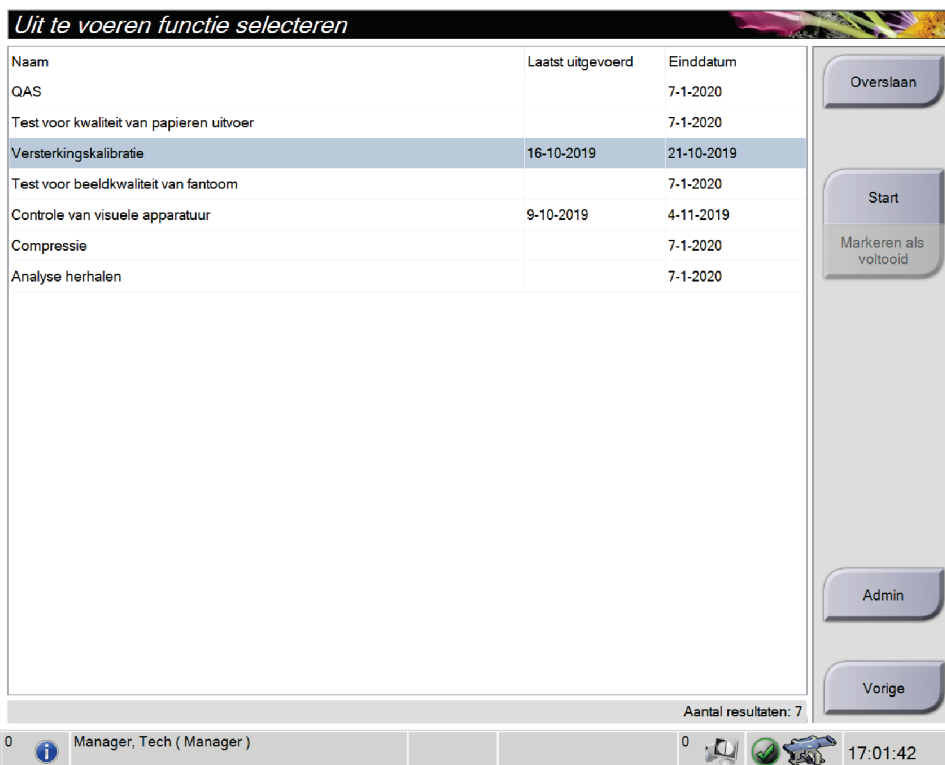 Uit te voeren functie selecteren
Naam Laatst uitgevoerd Einddatum
QAS 7-1-2020
Test voor kwaliteit van papieren uitvoer 7-1-2020
Versterkingskalibratie 16-10-2019 21-10-2019
Test voor beeldkwaliteit van fantoom 7-1-2020
Controle van visuele apparatuur 9-10-2019 4-11-2019
Compressie 7-1-2020
Analyse herhalen 7-1-2020
Aantal resultaten: 7
Overslaan
Start
Markeren als
voltooid
Admin
Vorige
0 i Manager, Tech ( Manager ) 0 17:01:42